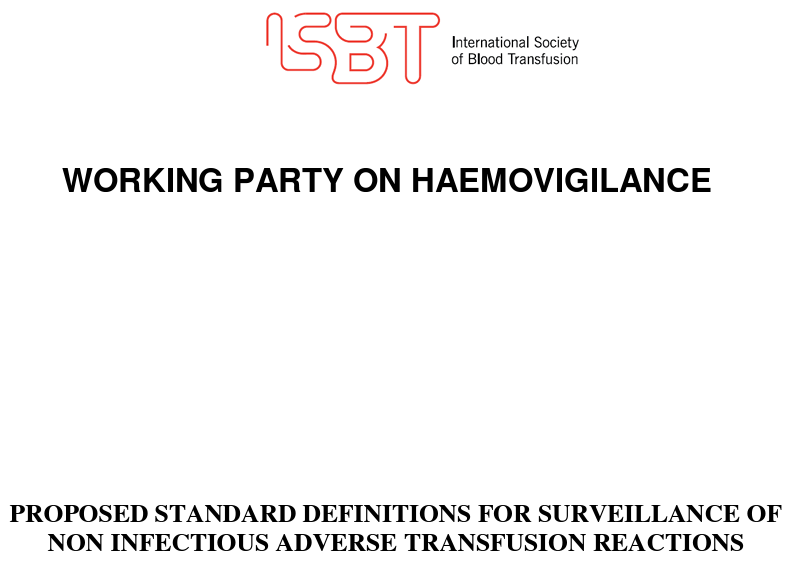 ISBT
International Society
of Blood Transfusion
WORKING PARTY ON HAEMOVIGILANCE
PROPOSED STANDARD DEFINITIONS FOR SURVEILLANCE OF
NON INFECTIOUS ADVERSE TRANSFUSION REACTIONS